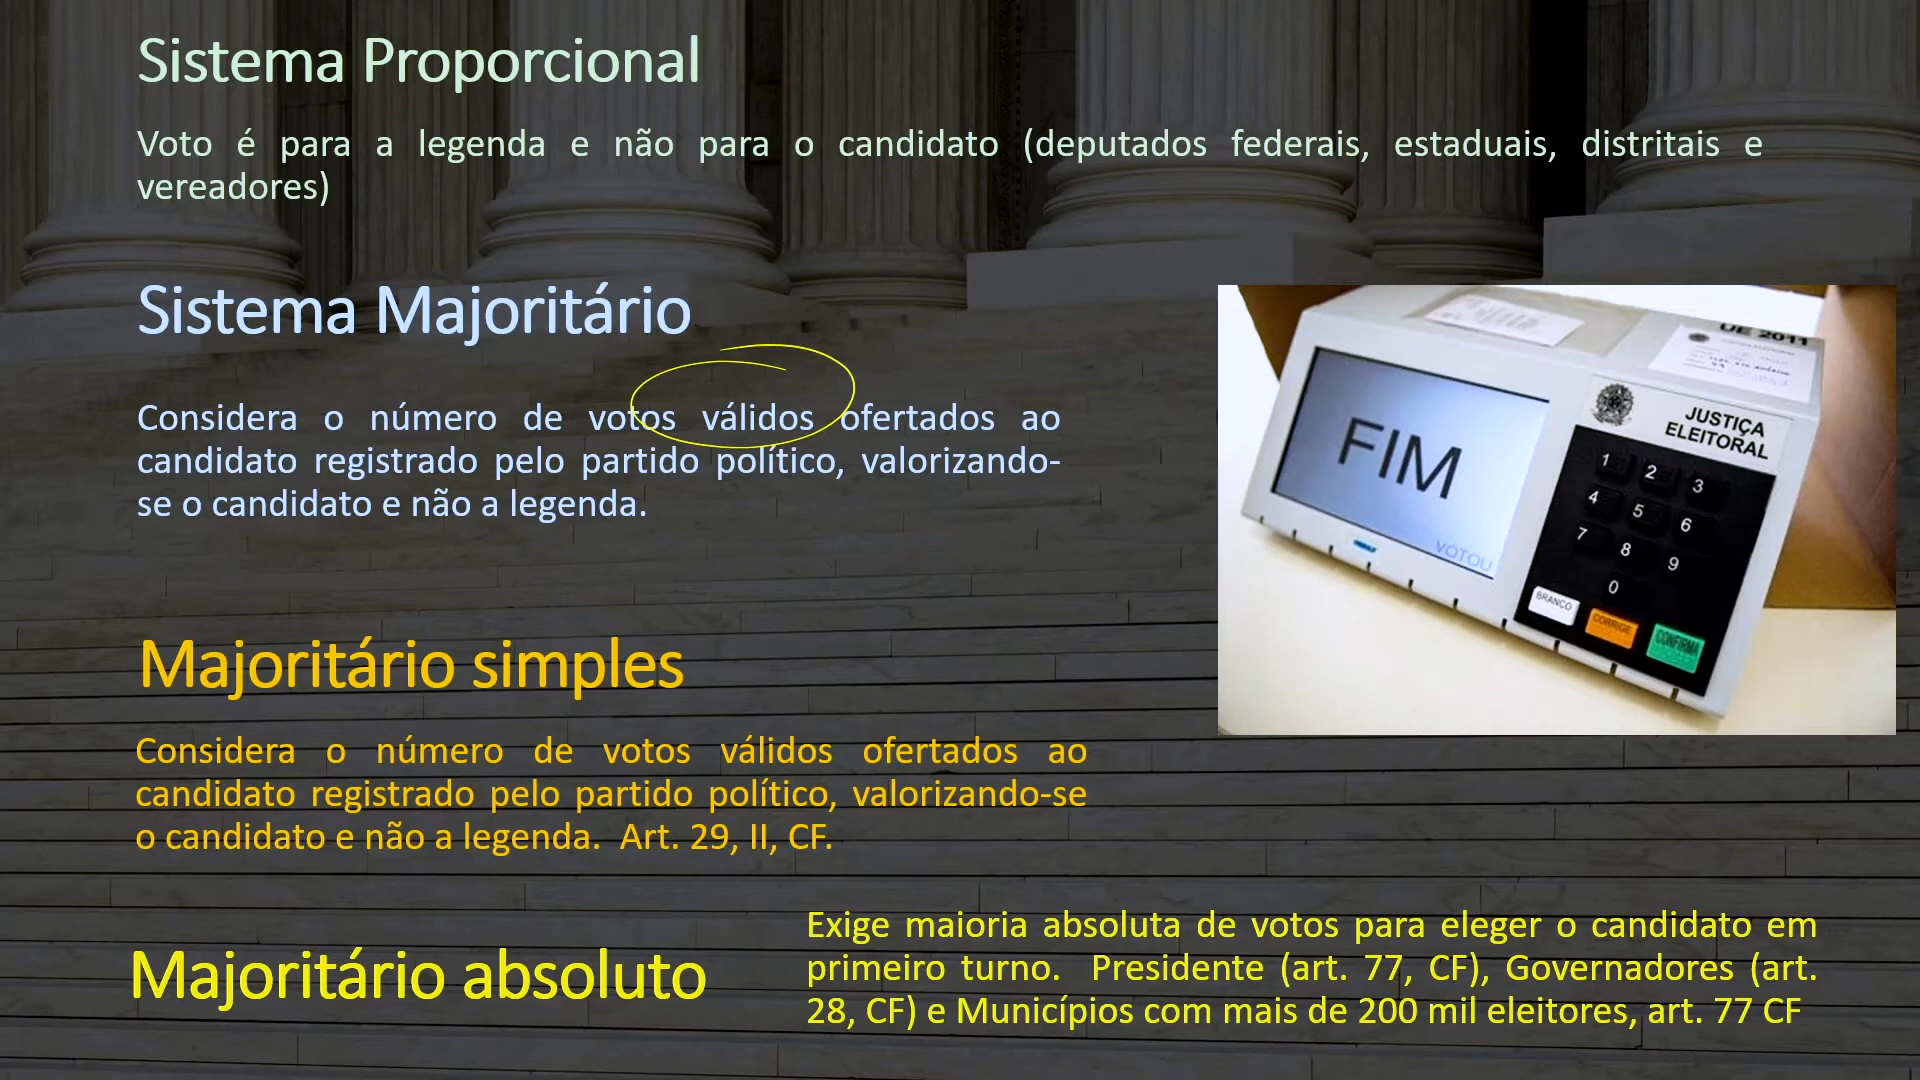 Sistema Proporcional
Voto é para a legenda e não para o candidato (deputados federais, estaduais, distritais e
vereadores)
Sistema Majoritário
Considera o número de votos válidos ofertados ao
candidato registrado pelo partido político, valorizando-
se o candidato e não a legenda.
UE 2011
JUSTIÇA
ELEITORAL
FIM
VOTOU
1 2 3
4 5 6
7 8 9
0
BRANCO
CORRIGE
CONFIRMA
Majoritário simples
Considera o número de votos válidos ofertados ao
candidato registrado pelo partido político, valorizando-se
o candidato e não a legenda. Art. 29, II, CF.
Majoritário absoluto
Exige maioria absoluta de votos para eleger o candidato em
primeiro turno. Presidente (art. 77, CF), Governadores (art.
28, CF) e Municípios com mais de 200 mil eleitores, art. 77 CF